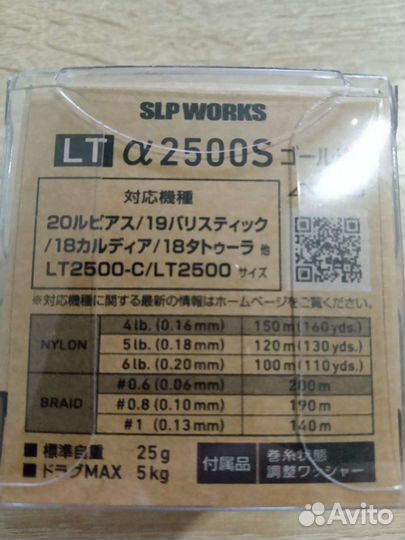 SLP WORKS
LT α2500S ゴール
対応機種
20ルビアス/19バリスティック
/18カルディア/18タトゥーラ 他
LT2500-C/LT2500 サイズ
※対応機種に関する最新の情報はホームページをご覧ください。
NYLON 4lb. (0.16mm) 150m (160yds.)
5lb. (0.18mm) 120m (130yds.)
6lb. (0.20mm) 100m (110yds.)
BRAID #0.6 (0.06mm) 200m
#0.8 (0.10mm) 190m
#1 (0.13mm) 140m
■標準自重 25g
■ドラグMAX 5kg
付属品 巻糸状態
調整ワッシャー
Avito